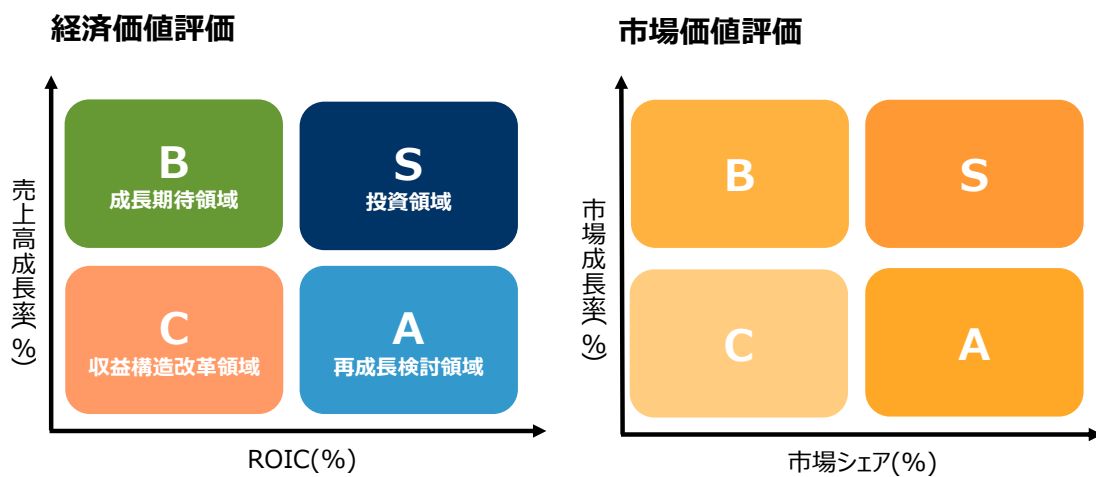 経済価値評価
売上高成長率(%)
B
成長期待領域
S
投資領域
C
収益構造改革領域
A
再成長検討領域
ROIC(%)
市場価値評価
市場成長率(%)
B
S
C
A
市場シェア(%)